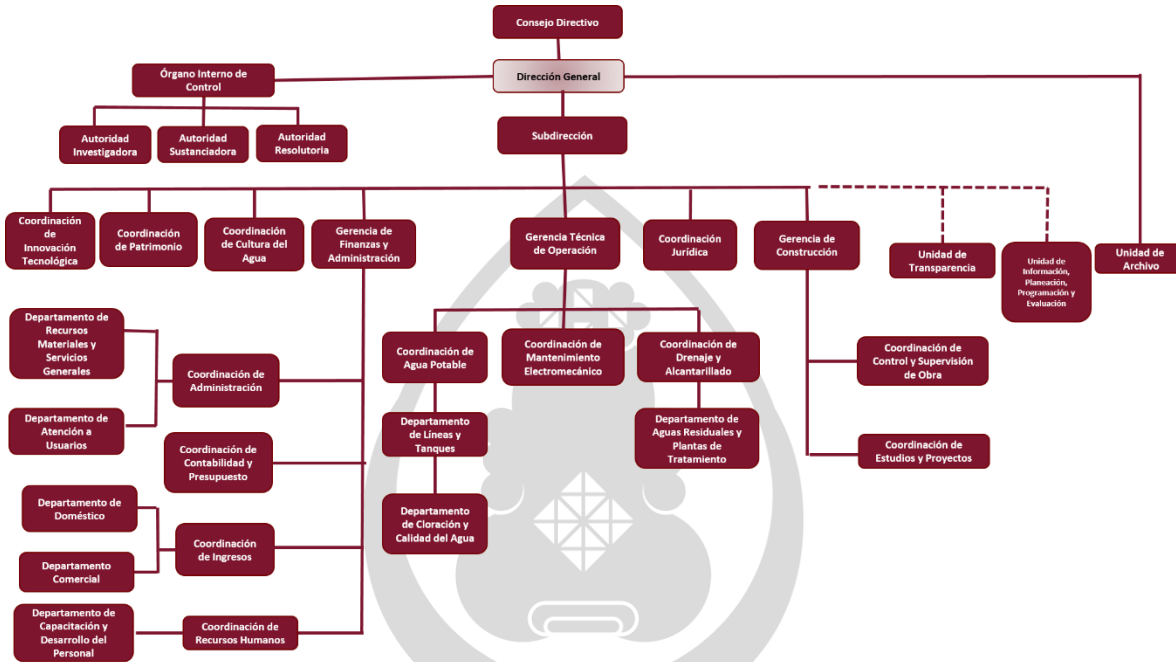 Consejo Directivo
Dirección General
Órgano Interno de
Control
Autoridad
Investigadora
Autoridad
Sustanciadora
Autoridad
Resolutoria
Subdirección
Coordinación
de
Innovación
Tecnológica
Coordinación
de Patrimonio
Coordinación
de Cultura del
Agua
Gerencia de
Finanzas y
Administración
Gerencia Técnica
de Operación
Coordinación
Jurídica
Gerencia de
Construcción
Unidad de
Transparencia
Unidad de
Información,
Planeación,
Programación y
Evaluación
Unidad de
Archivo
Departamento de
Recursos
Materiales y
Servicios
Generales
Coordinación de
Administración
Departamento de
Atención a
Usuarios
Coordinación
de Contabilidad y
Presupuesto
Departamento de
Doméstico
Coordinación
de Ingresos
Departamento
Comercial
Departamento de
Capacitación y
Desarrollo del
Personal
Coordinación de
Recursos Humanos
Coordinación de
Agua Potable
Coordinación de
Mantenimiento
Electromecánico
Coordinación de
Drenaje y
Alcantarillado
Departamento
de Líneas y
Tanques
Departamento de
Aguas Residuales y
Plantas de
Tratamiento
Departamento
de Cloración y
Calidad del Agua
Coordinación de
Control y Supervisión
de Obra
Coordinación de
Estudios y Proyectos